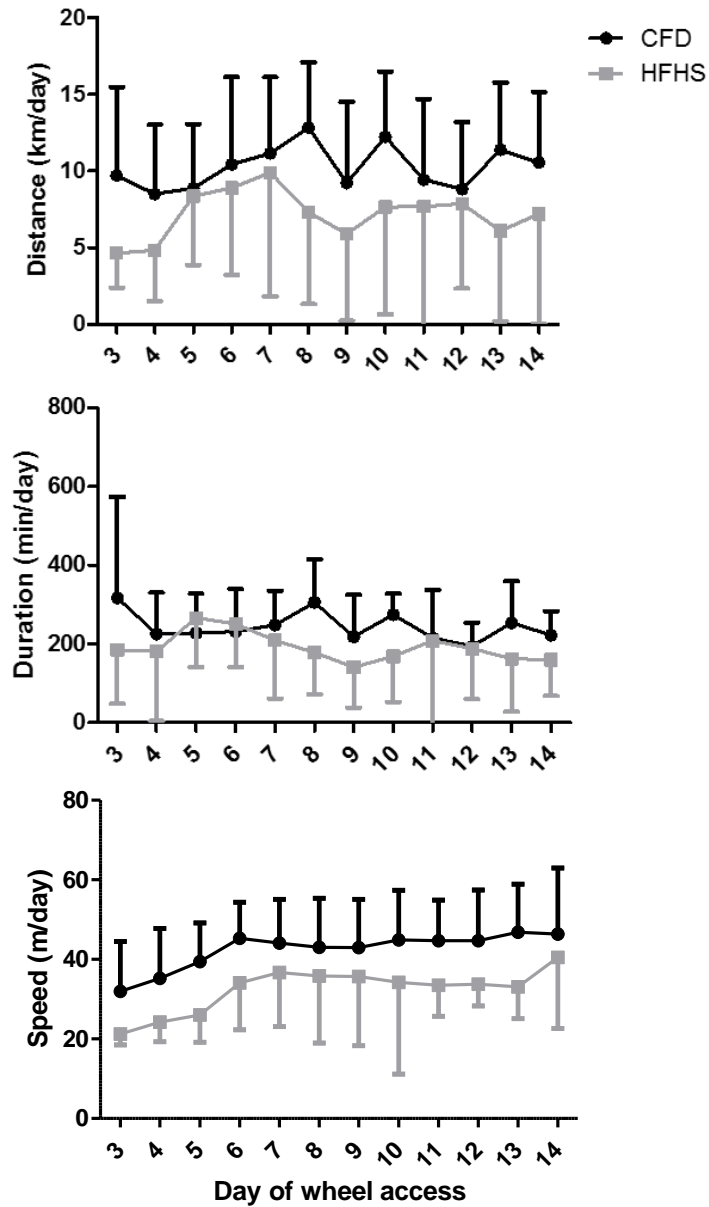 CFD
HFHS
Distance (km/day)
20
15
10
5
0
3 4 5 6 7 8 9 10 11 12 13 14
Duration (min/day)
800
600
400
200
0
3 4 5 6 7 8 9 10 11 12 13 14
Speed (m/day)
80
60
40
20
0
3 4 5 6 7 8 9 10 11 12 13 14
Day of wheel access